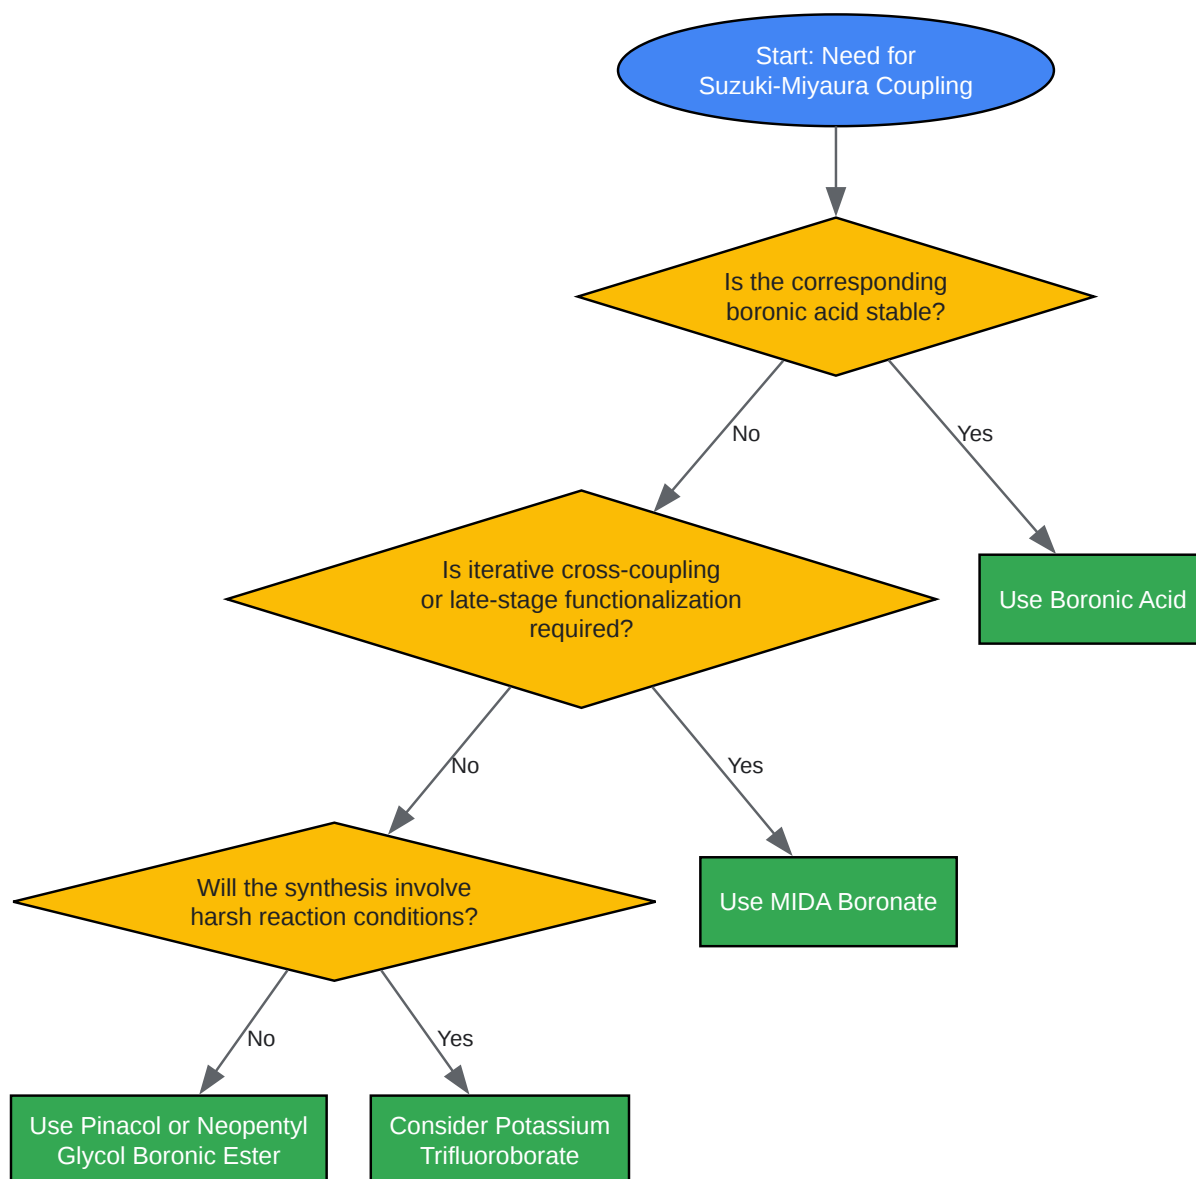 Start: Need for
Suzuki-Miyaura Coupling
Is the corresponding
boronic acid stable?
No
Yes
Is iterative cross-coupling
or late-stage functionalization
required?
Use Boronic Acid
No
Yes
Will the synthesis involve
harsh reaction conditions?
Use MIDA Boronate
No
Yes
Use Pinacol or Neopentyl
Glycol Boronic Ester
Consider Potassium
Trifluoroborate